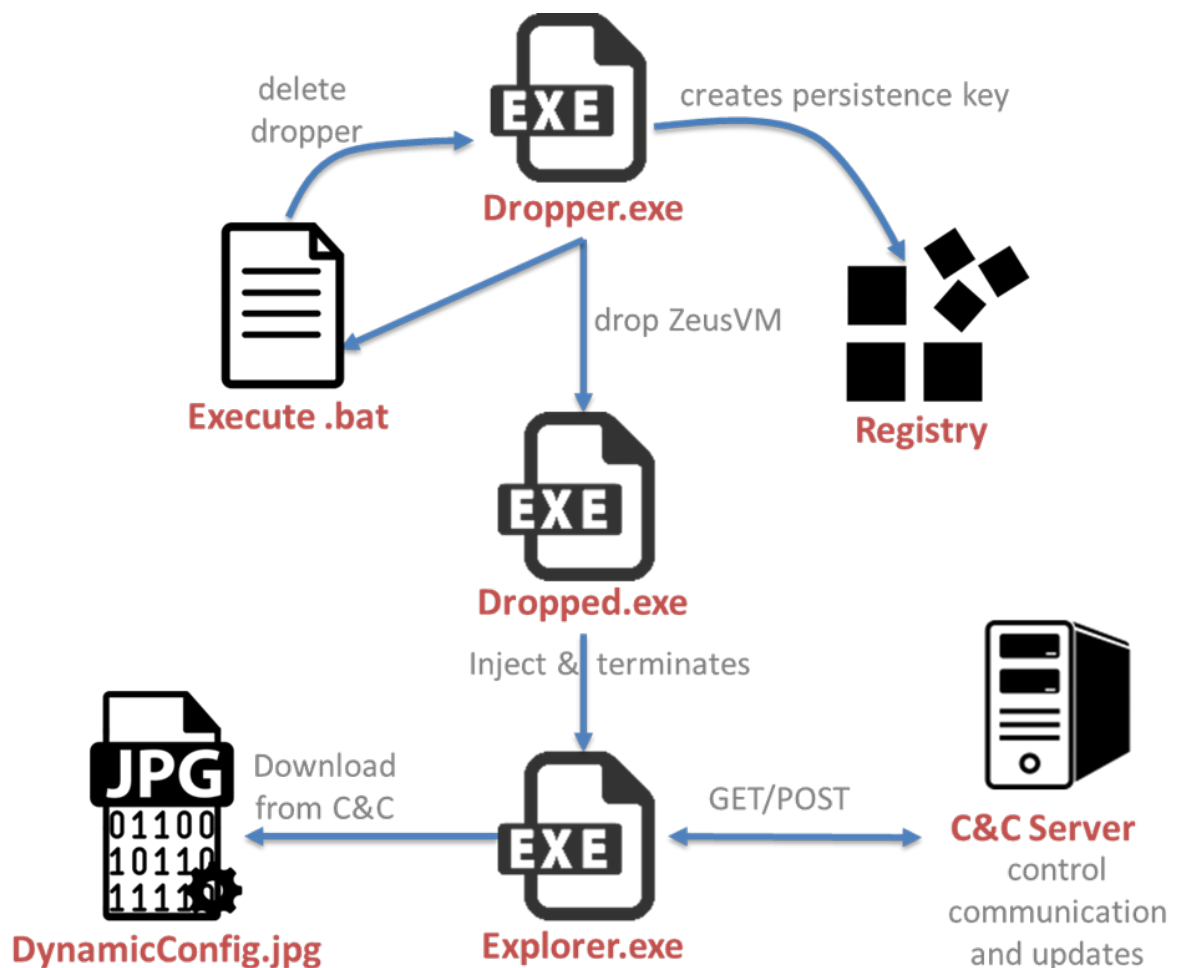 delete
dropper
EXE
creates persistence key
Dropper.exe
drop ZeusVM
Execute .bat
Registry
EXE
Dropped.exe
Inject & terminates
JPG
01100
10110
11110
Download
from C&C
EXE
GET/POST
C&C Server
control
communication
and updates
DynamicConfig.jpg
Explorer.exe